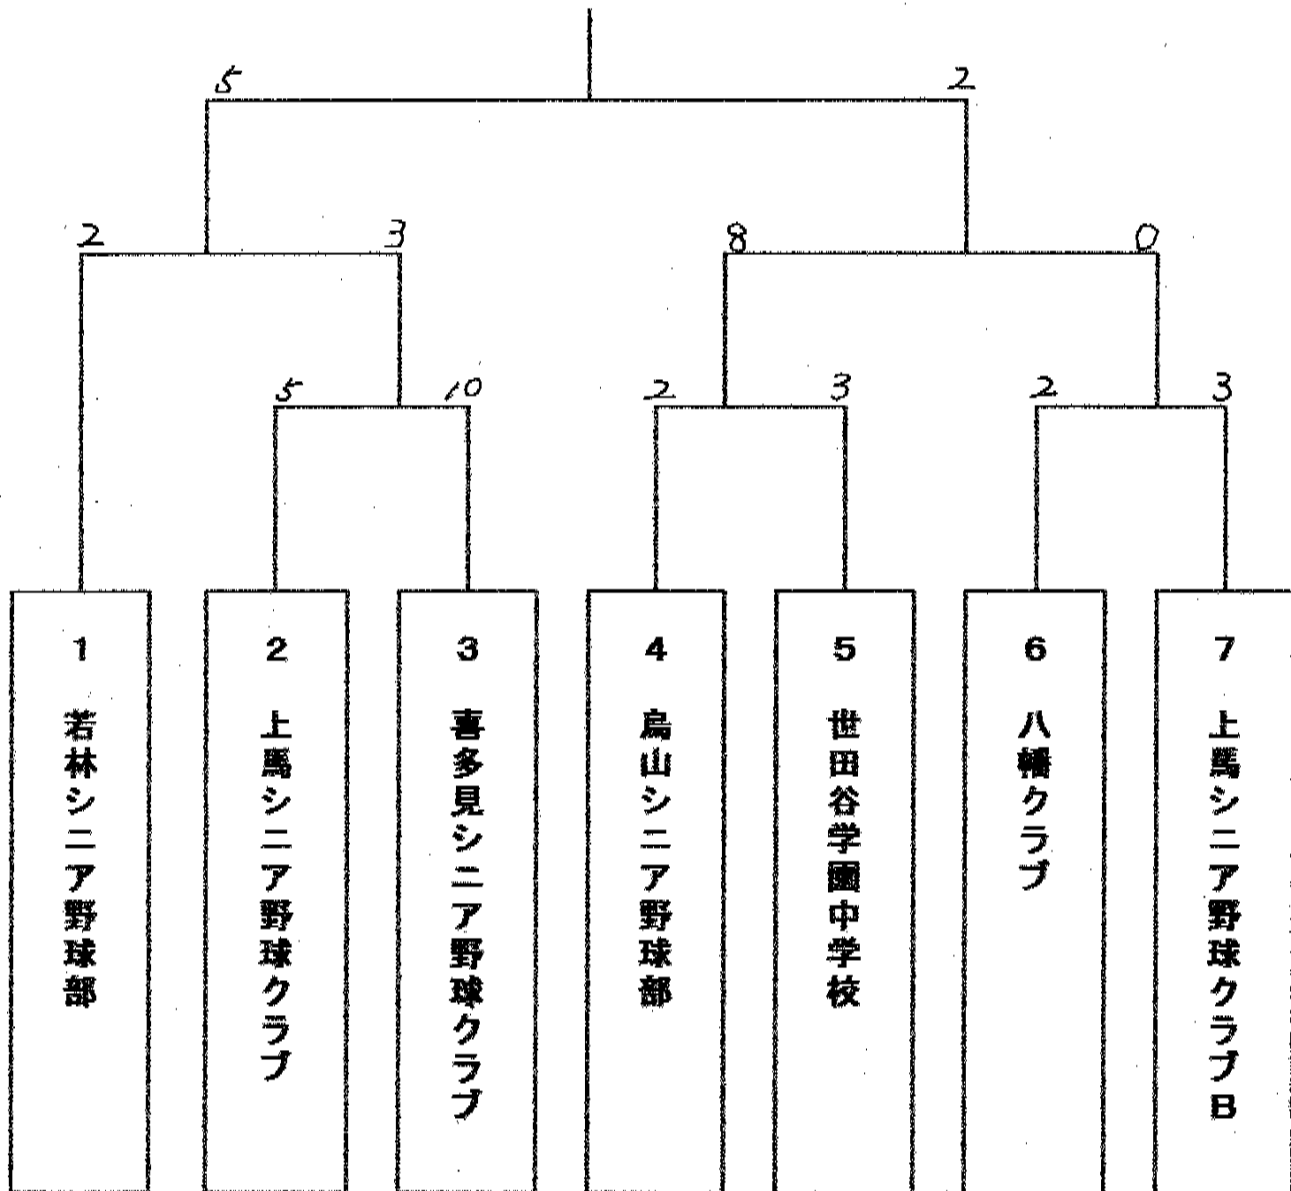 5 2
2 3 8 0
5 10 2 3 2 3
1 若林シニア野球部
2 上馬シニア野球クラブ
3 喜多見シニア野球クラブ
4 烏山シニア野球部
5 世田谷学園中学校
6 八幡クラブ
7 上馬シニア野球クラブB